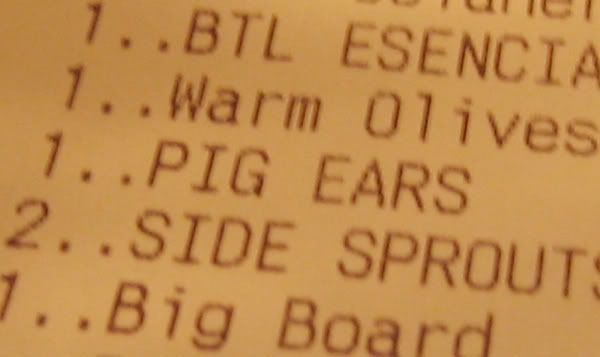 1..BTL ESENCIA
1..Warm Olives
1..PIG EARS
2..SIDE SPROUTS
1..Big Board